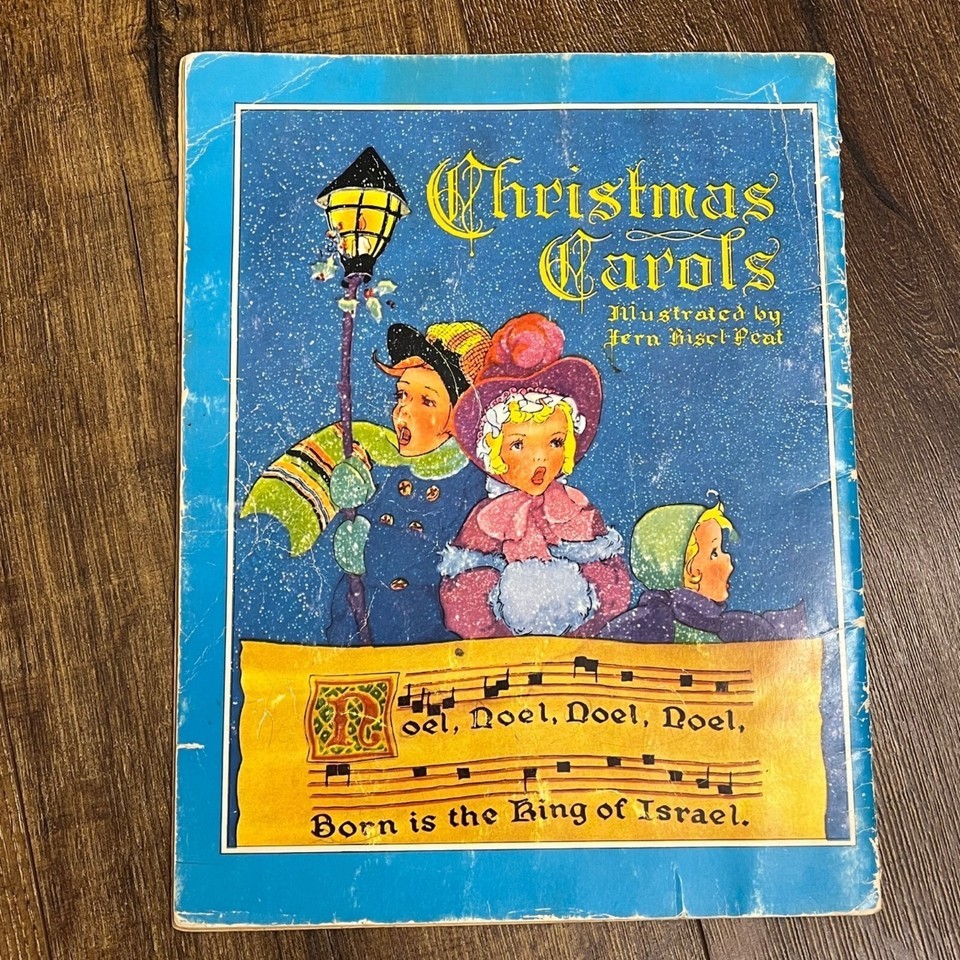 Christmas
Carols
Illustrated by
Fern Bisel Peat
Noel, Noel, Noel, Noel,
Born is the King of Israel.